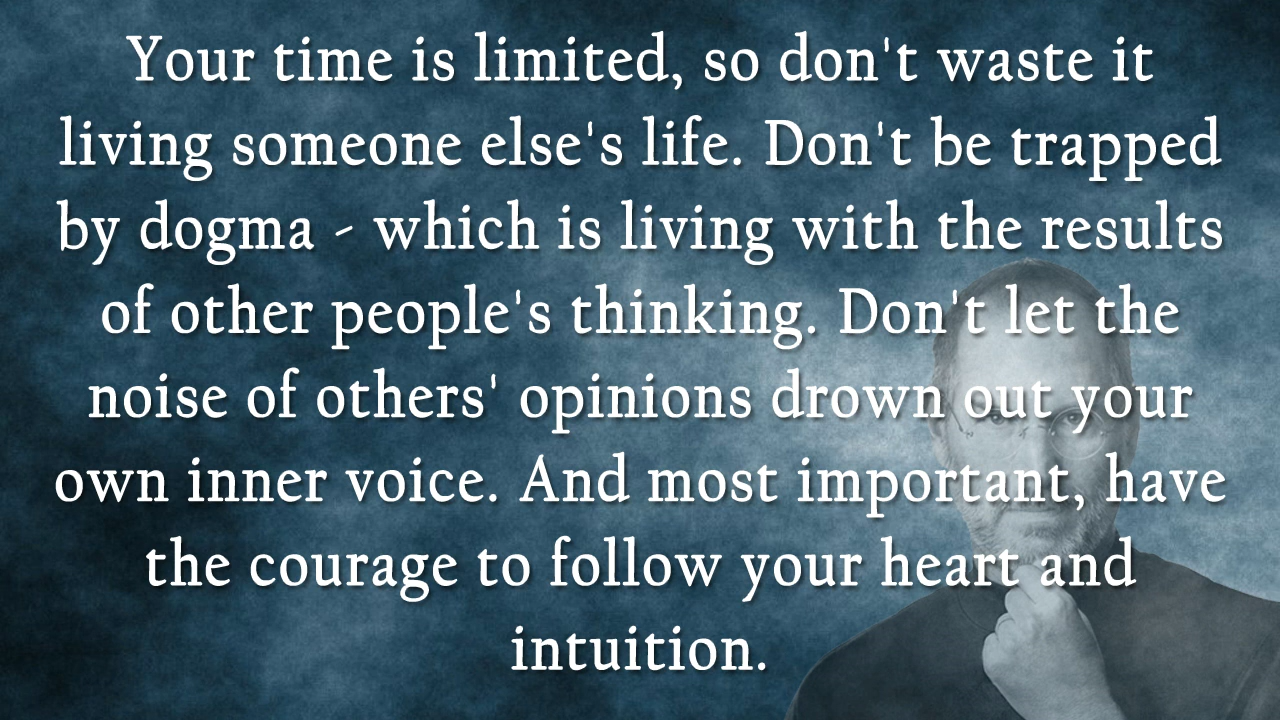 Your time is limited, so don't waste it
living someone else's life. Don't be trapped
by dogma - which is living with the results
of other people's thinking. Don't let the
noise of others' opinions drown out your
own inner voice. And most important, have
the courage to follow your heart and
intuition.